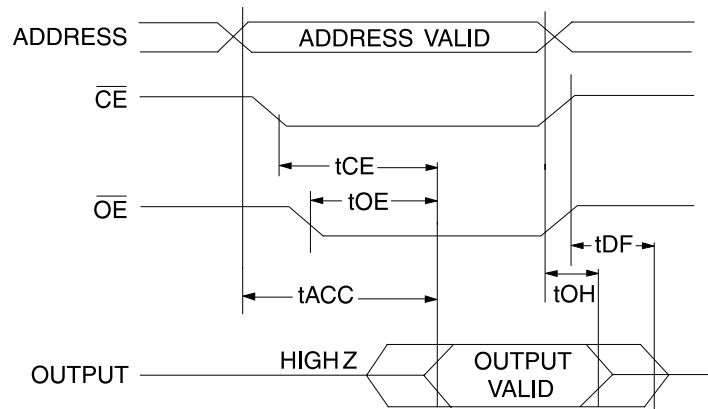 ADDRESS
ADDRESS VALID
CE
tCE
tOE
OE
tDF
tACC
tOH
HIGH Z
OUTPUT
OUTPUT
VALID